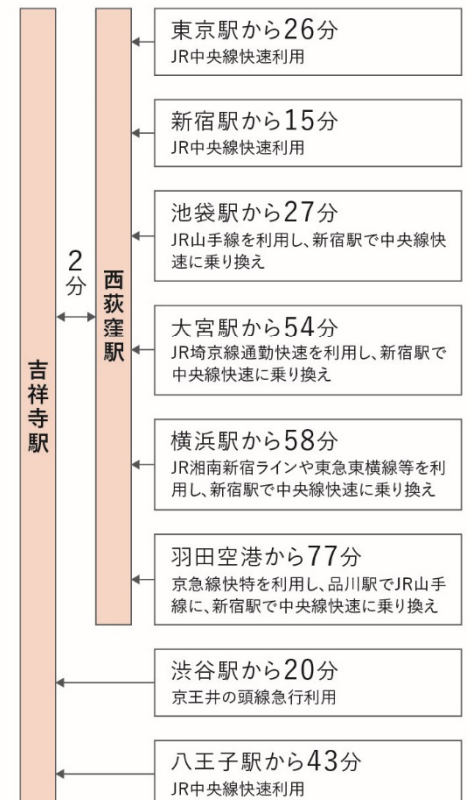 東京駅から26分
JR中央線快速利用
新宿駅から15分
JR中央線快速利用
池袋駅から27分
JR山手線を利用し、新宿駅で中央線快
速に乗り換え
2分
西荻窪駅
大宮駅から54分
JR埼京線通勤快速を利用し、新宿駅で
中央線快速に乗り換え
吉祥寺駅
横浜駅から58分
JR湘南新宿ラインや東急東横線等を利
用し、新宿駅で中央線快速に乗り換え
羽田空港から77分
京急線快特を利用し、品川駅でJR山手
線に、新宿駅で中央線快速に乗り換え
渋谷駅から20分
京王井の頭線急行利用
八王子駅から43分
JR中央線快速利用